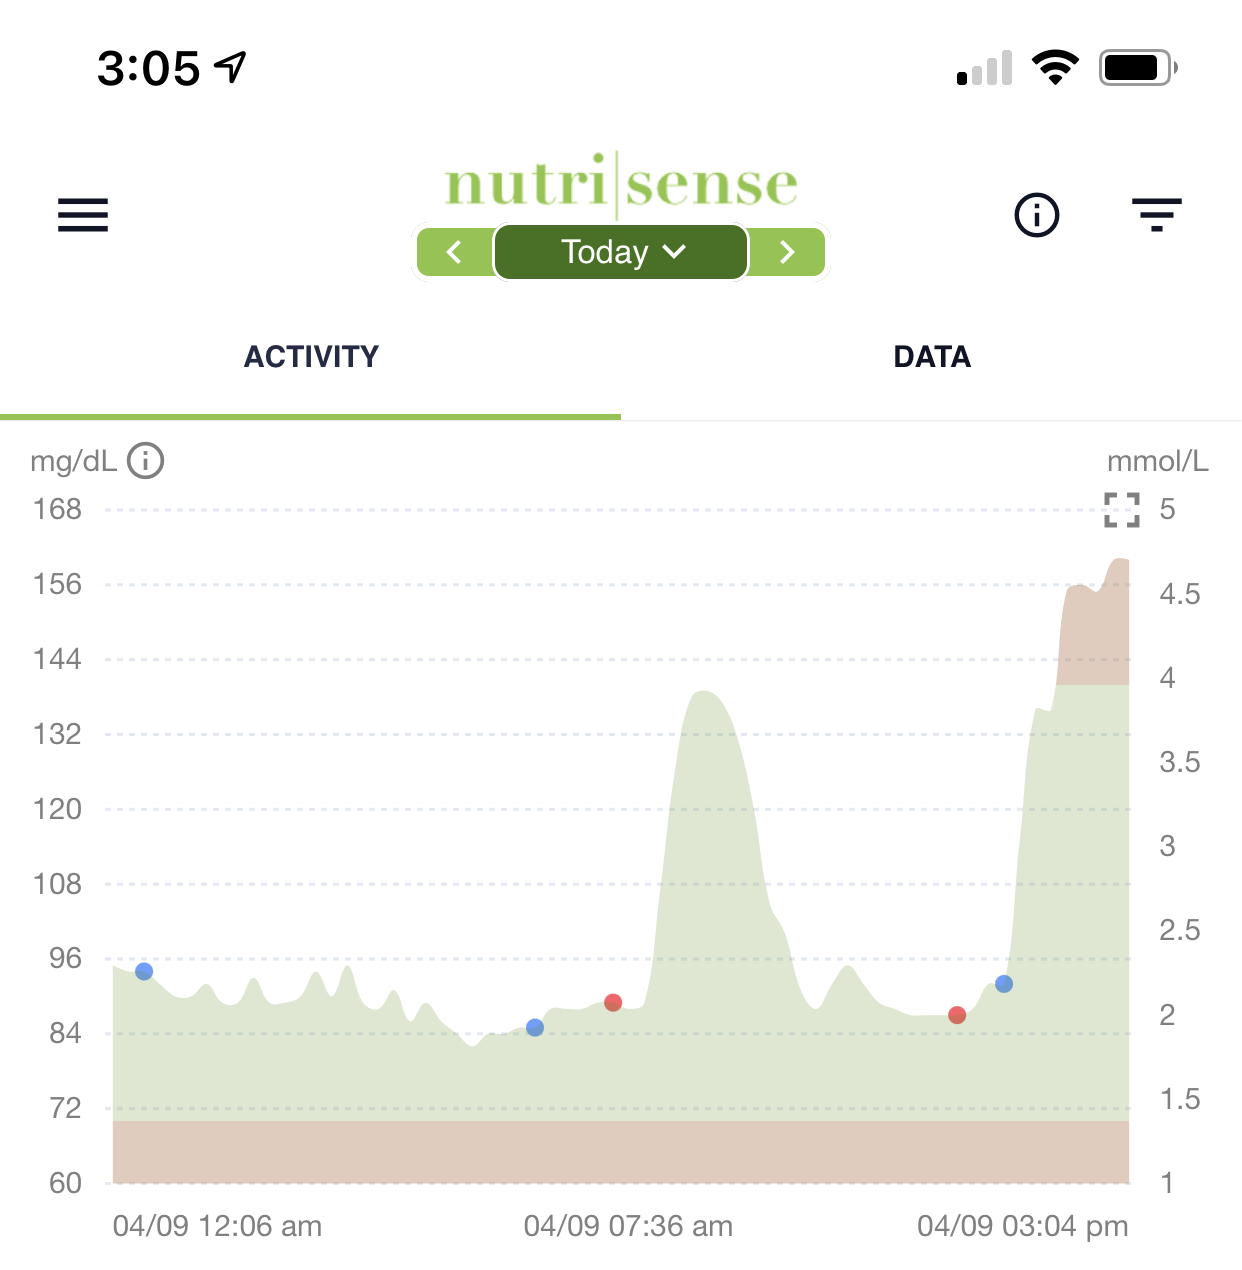 3:05
nutri|sense
Today
ACTIVITY DATA
mg/dL mmol/L
168 5
156 4.5
144 4
132 3.5
120 3
108 2.5
96 2
84 1.5
72 1
60
04/09 12:06 am 04/09 07:36 am 04/09 03:04 pm